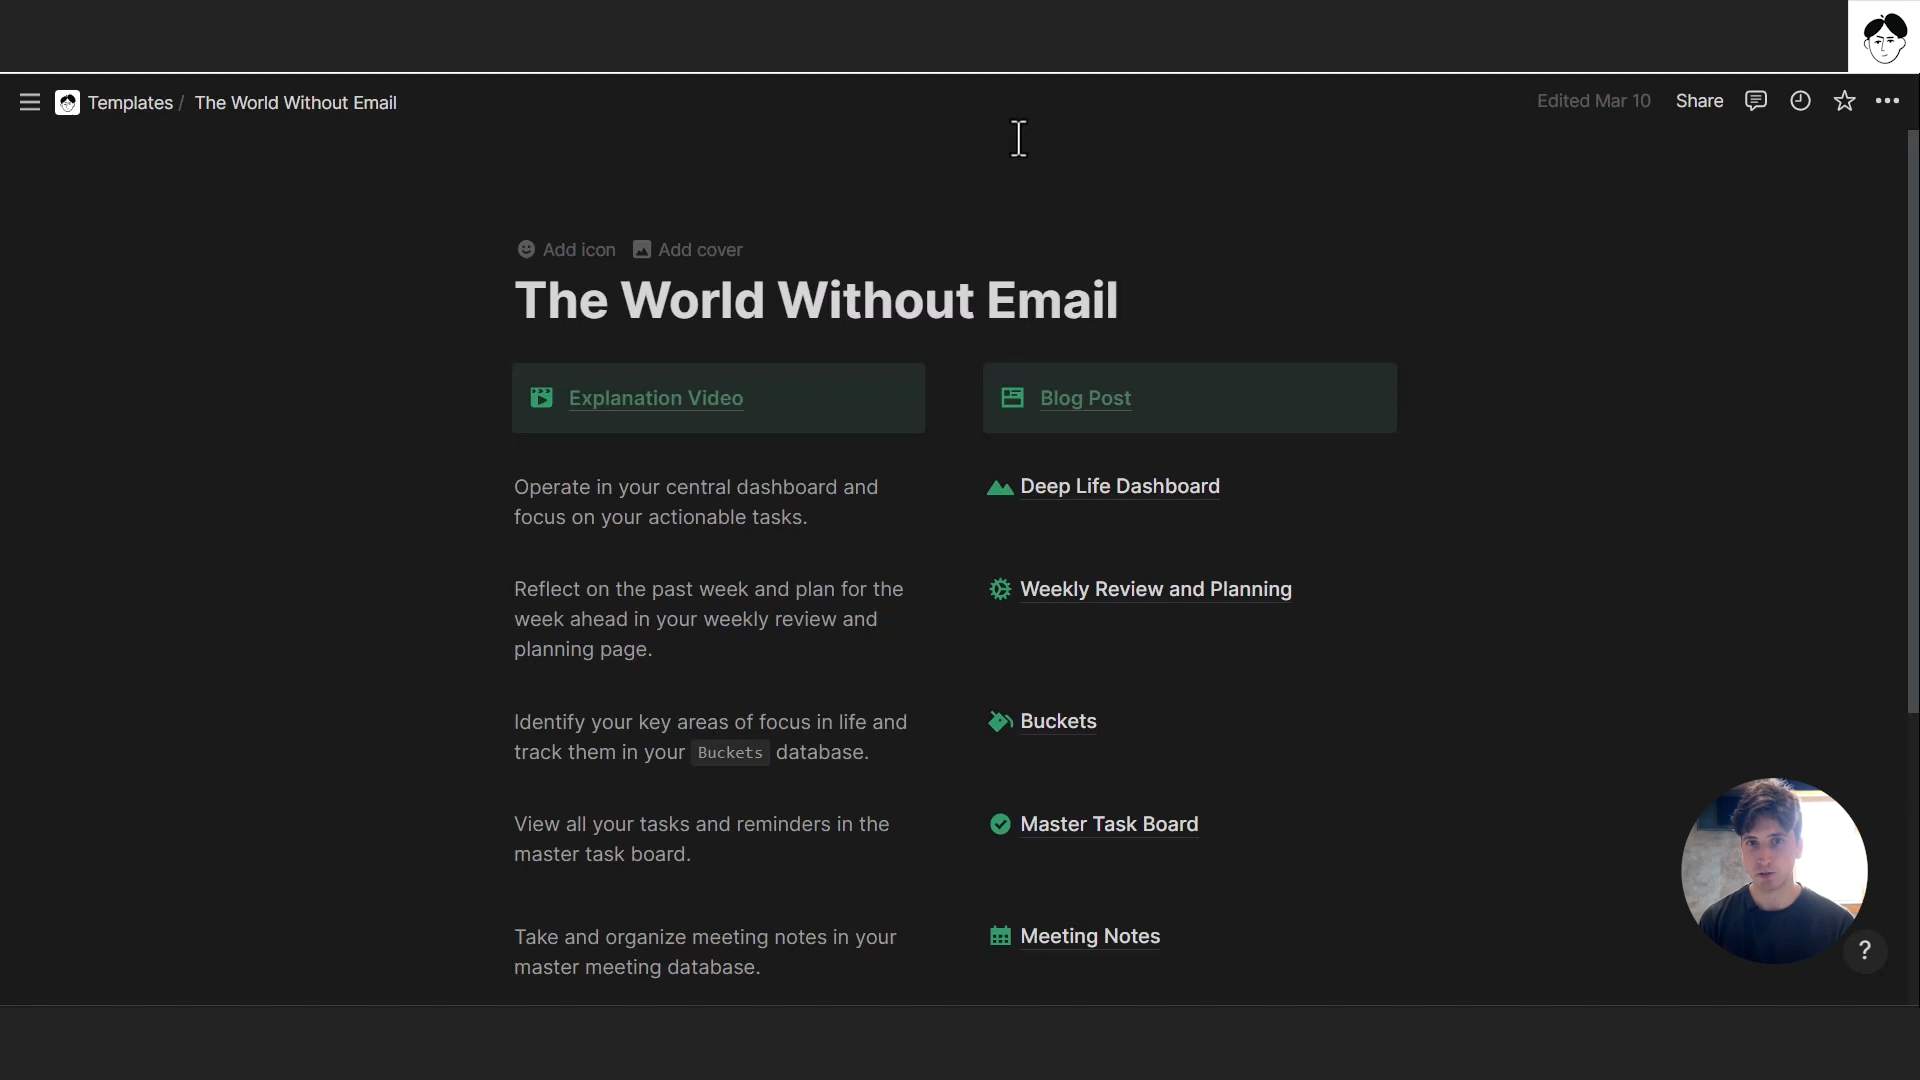 Templates / The World Without Email
Edited Mar 10 Share
Add icon Add cover
The World Without Email
Explanation Video
Blog Post
Operate in your central dashboard and
focus on your actionable tasks.
Deep Life Dashboard
Reflect on the past week and plan for the
week ahead in your weekly review and
planning page.
Weekly Review and Planning
Identify your key areas of focus in life and
track them in your Buckets database.
Buckets
View all your tasks and reminders in the
master task board.
Master Task Board
Take and organize meeting notes in your
master meeting database.
Meeting Notes
?